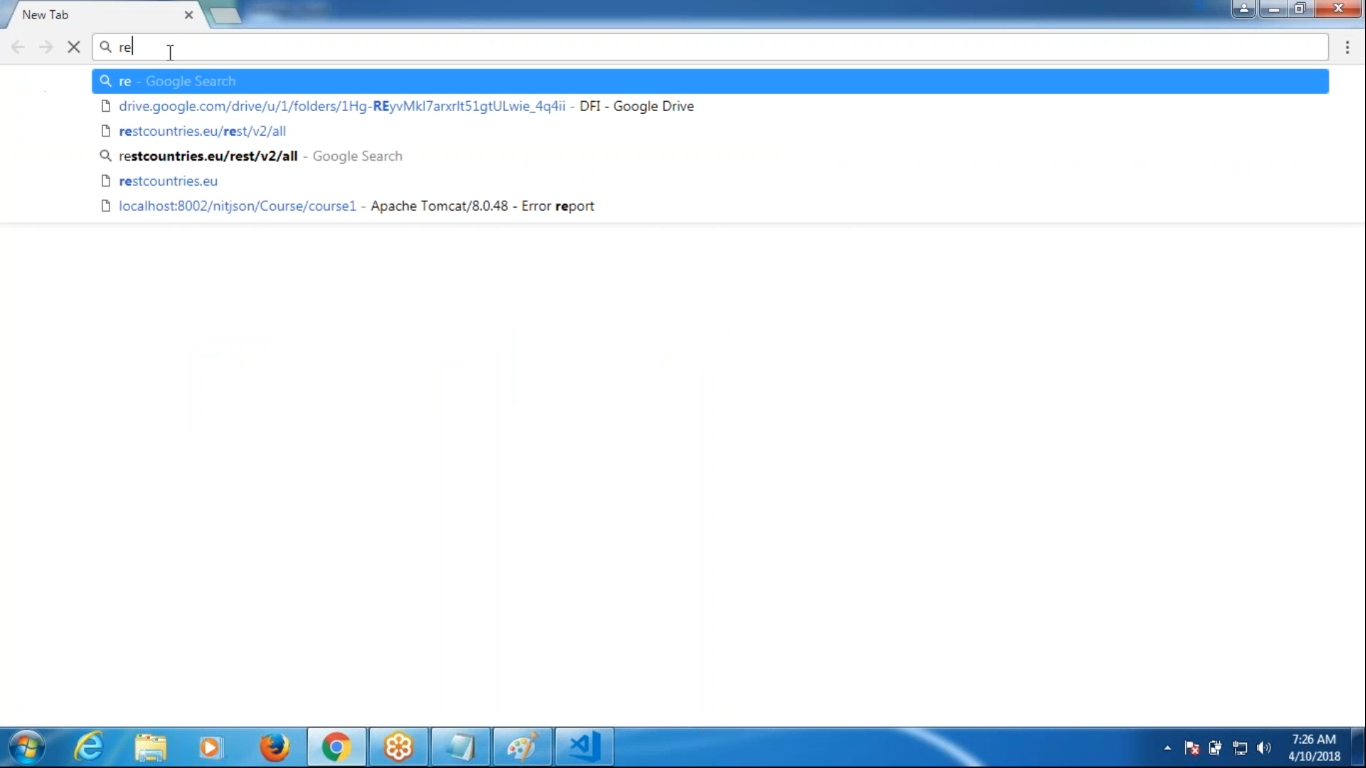 New Tab
re
re - Google Search
drive.google.com/drive/u/1/folders/1Hg-REyvMkl7arxrlt51gtULwie_4q4ii - DFI - Google Drive
restcountries.eu/rest/v2/all
restcountries.eu/rest/v2/all - Google Search
restcountries.eu
localhost:8002/nitjson/Course/course1 - Apache Tomcat/8.0.48 - Error report
7:26 AM
4/10/2018